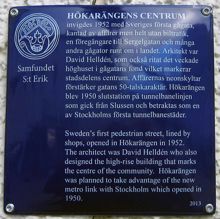 HÖKARÄNGENS CENTRUM
invigdes 1952 med Sveriges första gågata,
kantad av affärer men helt utan biltrafik,
en föregångare till Sergelgatan och många
andra gågator runt om i landet. Arkitekt var
David Helldén, som också ritat det veckade
höghuset i gågatans fond vilket markerar
stadsdelens centrum. Affärernas neonskyltar
förstärker gatans 50-talskaraktär. Hökarängen
blev 1950 slutstation på tunnelbanelinjen
som gick från Slussen och betraktas som en
av Stockholms första tunnelbanestäder.
Samfundet
S:t Erik
Sweden's first pedestrian street, lined by
shops, opened in Hökarängen in 1952.
The architect was David Helldén who also
designed the high-rise building that marks
the centre of the community. Hökarängen
was planned to take advantage of the new
metro link with Stockholm which opened in
1950.
2013